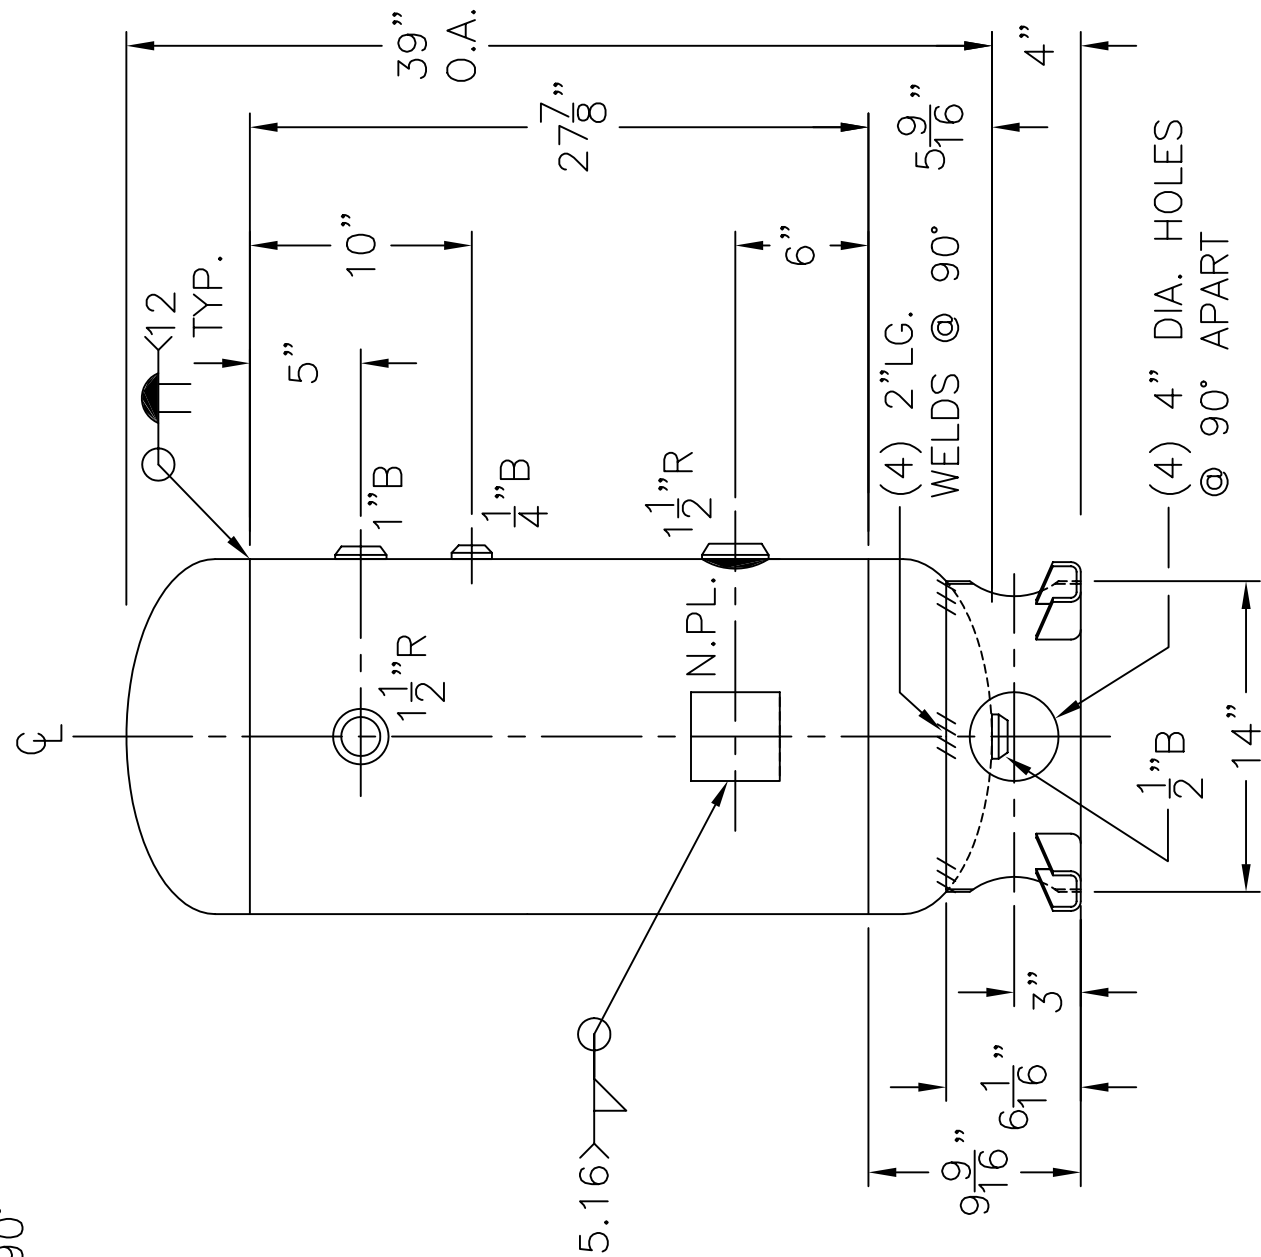 90°
℄
39"
O.A.
27 7/8"
10"
12
TYP.
5"
6"
5 9/16"
4"
1"B
1/4"B
1 1/2"R
1 1/2"R
N.PL.
(4) 2"LG.
WELDS @ 90°
(4) 4" DIA. HOLES
@ 90° APART
1/2"B
14"
3"
6 1/16"
9 9/16"
5.16